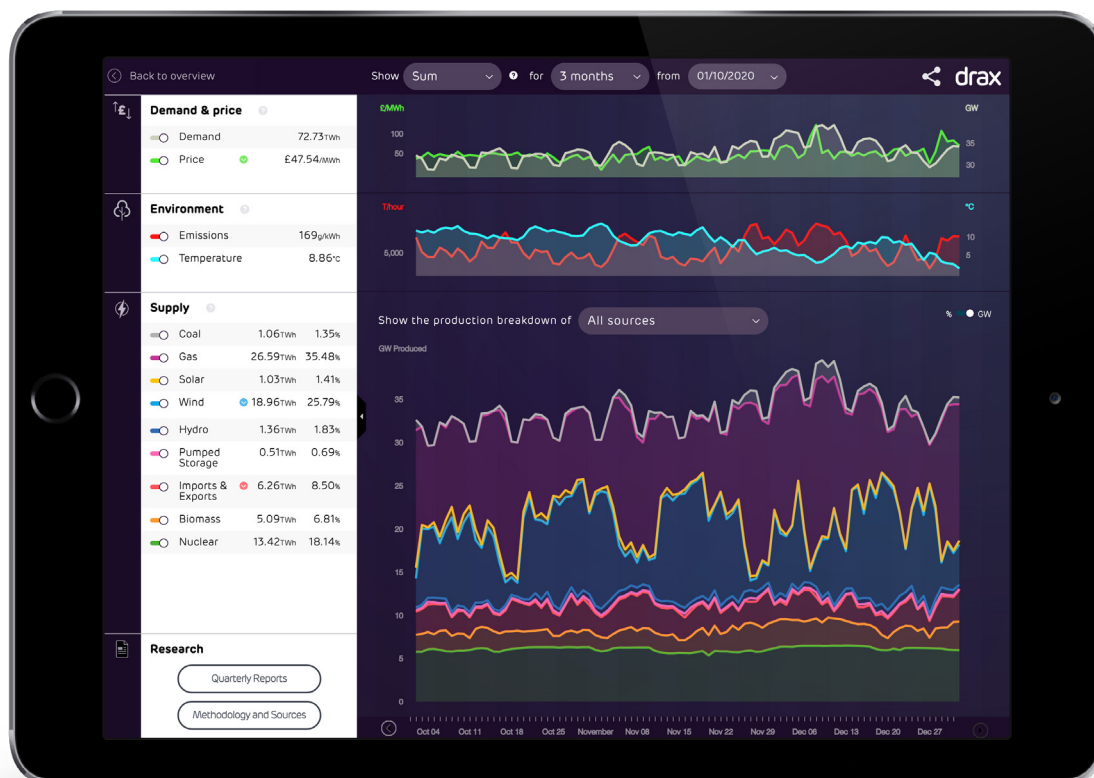 Back to overview
Show Sum ? for 3 months from 01/10/2020
drax
↑£↓
Demand & price ?
Demand 72.73TWh
Price £47.54/MWh
Environment ?
Emissions 169g/kWh
Temperature 8.86°c
Supply ?
Coal 1.06TWh 1.35%
Gas 26.59TWh 35.48%
Solar 1.03TWh 1.41%
Wind 18.96TWh 25.79%
Hydro 1.36TWh 1.83%
Pumped
Storage 0.51TWh 0.69%
Imports &
Exports 6.26TWh 8.50%
Biomass 5.09TWh 6.81%
Nuclear 13.42TWh 18.14%
Research
Quarterly Reports
Methodology and Sources
£/MWh GW
100
50
35
30
T/hour °C
5,000
10
5
Show the production breakdown of All sources
% GW
GW Produced
35
30
25
20
15
10
5
0
Oct 04 Oct 11 Oct 18 Oct 25 November Nov 08 Nov 15 Nov 22 Nov 29 Dec 06 Dec 13 Dec 20 Dec 27